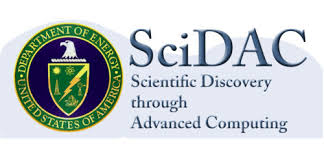 DEPARTMENT OF ENERGY
UNITED STATES OF AMERICA
SciDAC
Scientific Discovery
through
Advanced Computing